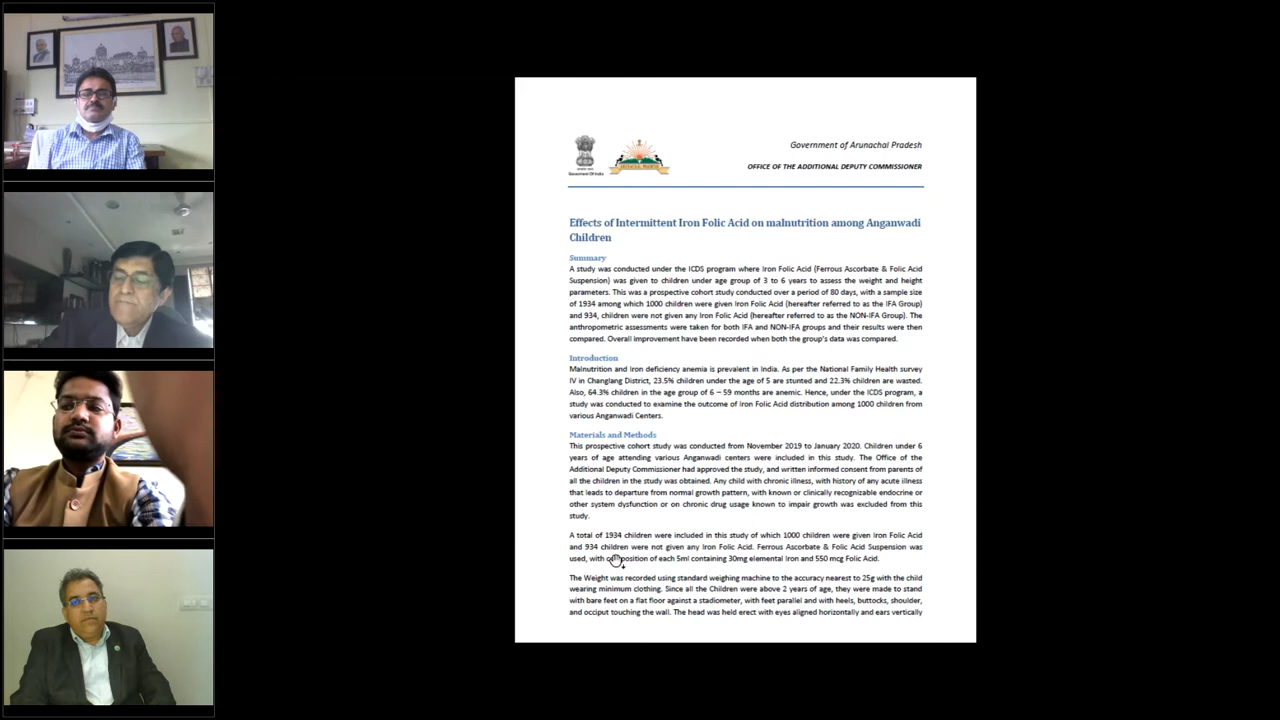 Government of Arunachal Pradesh
Government Of India
OFFICE OF THE ADDITIONAL DEPUTY COMMISSIONER
Effects of Intermittent Iron Folic Acid on malnutrition among Anganwadi
Children
Summary
A study was conducted under the ICDS program where Iron Folic Acid (Ferrous Ascorbate & Folic Acid
Suspension) was given to children under age group of 3 to 6 years to assess the weight and height
parameters. This was a prospective cohort study conducted over a period of 80 days, with a sample size
of 1934 among which 1000 children were given Iron Folic Acid (hereafter referred to as the IFA Group)
and 934, children were not given any Iron Folic Acid (hereafter referred to as the NON-IFA Group). The
anthropometric assessments were taken for both IFA and NON-IFA groups and their results were then
compared. Overall improvement have been recorded when both the group's data was compared.
Introduction
Malnutrition and Iron deficiency anemia is prevalent in India. As per the National Family Health survey
IV in Changlang District, 23.5% children under the age of 5 are stunted and 22.3% children are wasted.
Also, 64.3% children in the age group of 6 – 59 months are anemic. Hence, under the ICDS program, a
study was conducted to examine the outcome of Iron Folic Acid distribution among 1000 children from
various Anganwadi Centers.
Materials and Methods
This prospective cohort study was conducted from November 2019 to January 2020. Children under 6
years of age attending various Anganwadi centers were included in this study. The Office of the
Additional Deputy Commissioner had approved the study, and written informed consent from parents of
all the children in the study was obtained. Any child with chronic illness, with history of any acute illness
that leads to departure from normal growth pattern, with known or clinically recognizable endocrine or
other system dysfunction or on chronic drug usage known to impair growth was excluded from this
study.
A total of 1934 children were included in this study of which 1000 children were given Iron Folic Acid
and 934 children were not given any Iron Folic Acid. Ferrous Ascorbate & Folic Acid Suspension was
used, with composition of each 5ml containing 30mg elemental Iron and 550 mcg Folic Acid.
The Weight was recorded using standard weighing machine to the accuracy nearest to 25g with the child
wearing minimum clothing. Since all the Children were above 2 years of age, they were made to stand
with bare feet on a flat floor against a stadiometer, with feet parallel and with heels, buttocks, shoulder,
and occiput touching the wall. The head was held erect with eyes aligned horizontally and ears vertically